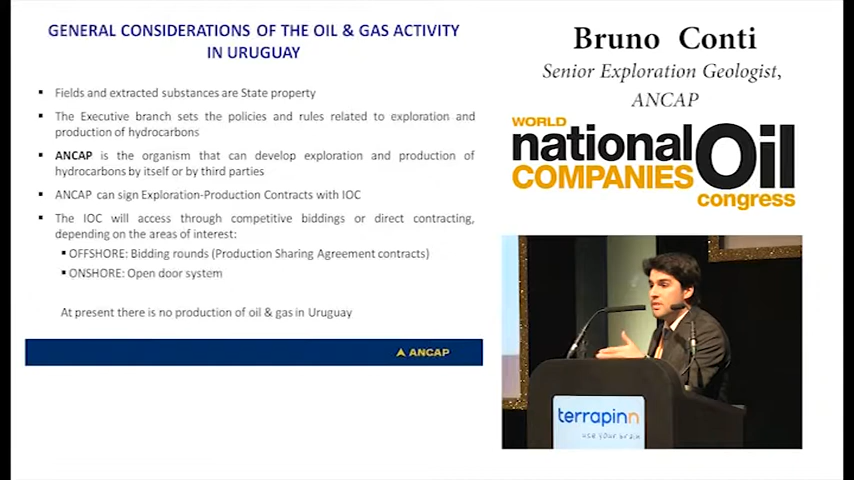 GENERAL CONSIDERATIONS OF THE OIL & GAS ACTIVITY
IN URUGUAY
▪ Fields and extracted substances are State property
▪ The Executive branch sets the policies and rules related to exploration and
production of hydrocarbons
▪ ANCAP is the organism that can develop exploration and production of
hydrocarbons by itself or by third parties
▪ ANCAP can sign Exploration-Production Contracts with IOC
▪ The IOC will access through competitive biddings or direct contracting,
depending on the areas of interest:
▪ OFFSHORE: Bidding rounds (Production Sharing Agreement contracts)
▪ ONSHORE: Open door system
At present there is no production of oil & gas in Uruguay
ANCAP
Bruno Conti
Senior Exploration Geologist,
ANCAP
WORLD
national Oil
COMPANIES
congress
terrapinn
use your brain